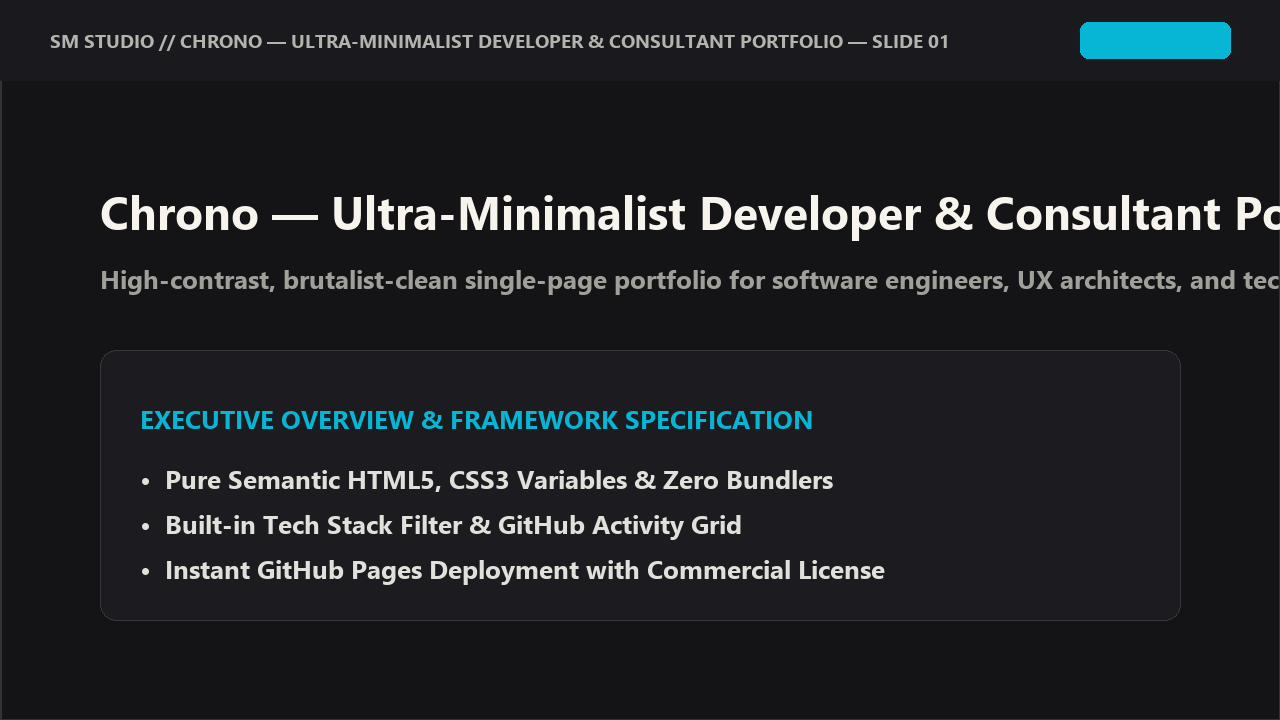 SM STUDIO // CHRONO — ULTRA-MINIMALIST DEVELOPER & CONSULTANT PORTFOLIO — SLIDE 01
Chrono — Ultra-Minimalist Developer & Consultant
High-contrast, brutalist-clean single-page portfolio for software engineers, UX architects, and
EXECUTIVE OVERVIEW & FRAMEWORK SPECIFICATION
• Pure Semantic HTML5, CSS3 Variables & Zero Bundlers
• Built-in Tech Stack Filter & GitHub Activity Grid
• Instant GitHub Pages Deployment with Commercial License